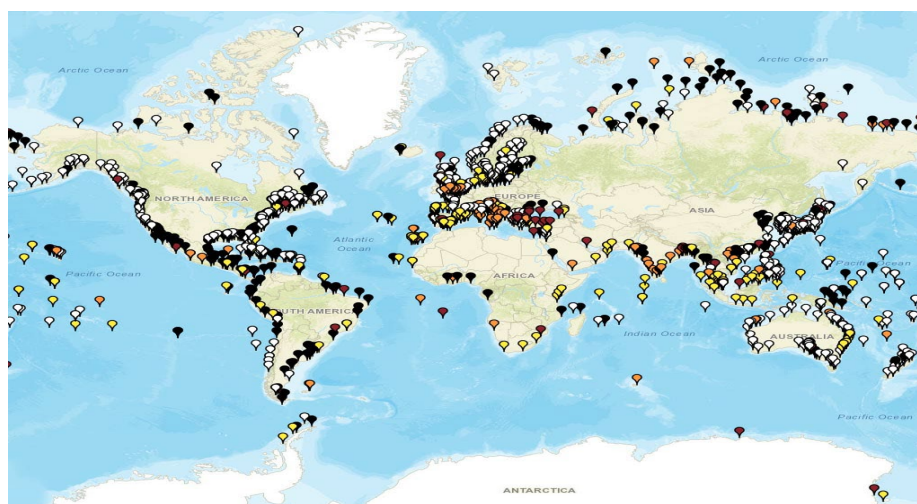 Arctic Ocean
Arctic Ocean
NORTH AMERICA
EUROPE
ASIA
Atlantic
Ocean
Pacific Ocean
Pacific Ocean
AFRICA
SOUTH AMERICA
Indian Ocean
AUSTRALIA
Pacific Ocean
ANTARCTICA